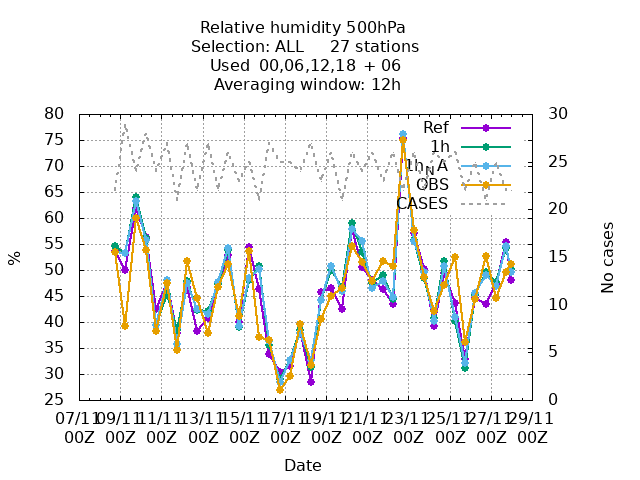 Relative humidity 500hPa
Selection: ALL 27 stations
Used 00,06,12,18 + 06
Averaging window: 12h
80 30
75
70 25
65
60 20
55
50 15
45
40 10
35
30 5
25 0
Ref
1h
1h_NA
OBS
CASES
%
No cases
07/11 09/11 11/11 13/11 15/11 17/11 19/11 21/11 23/11 25/11 27/11 29/11
00Z 00Z 00Z 00Z 00Z 00Z 00Z 00Z 00Z 00Z 00Z 00Z
Date